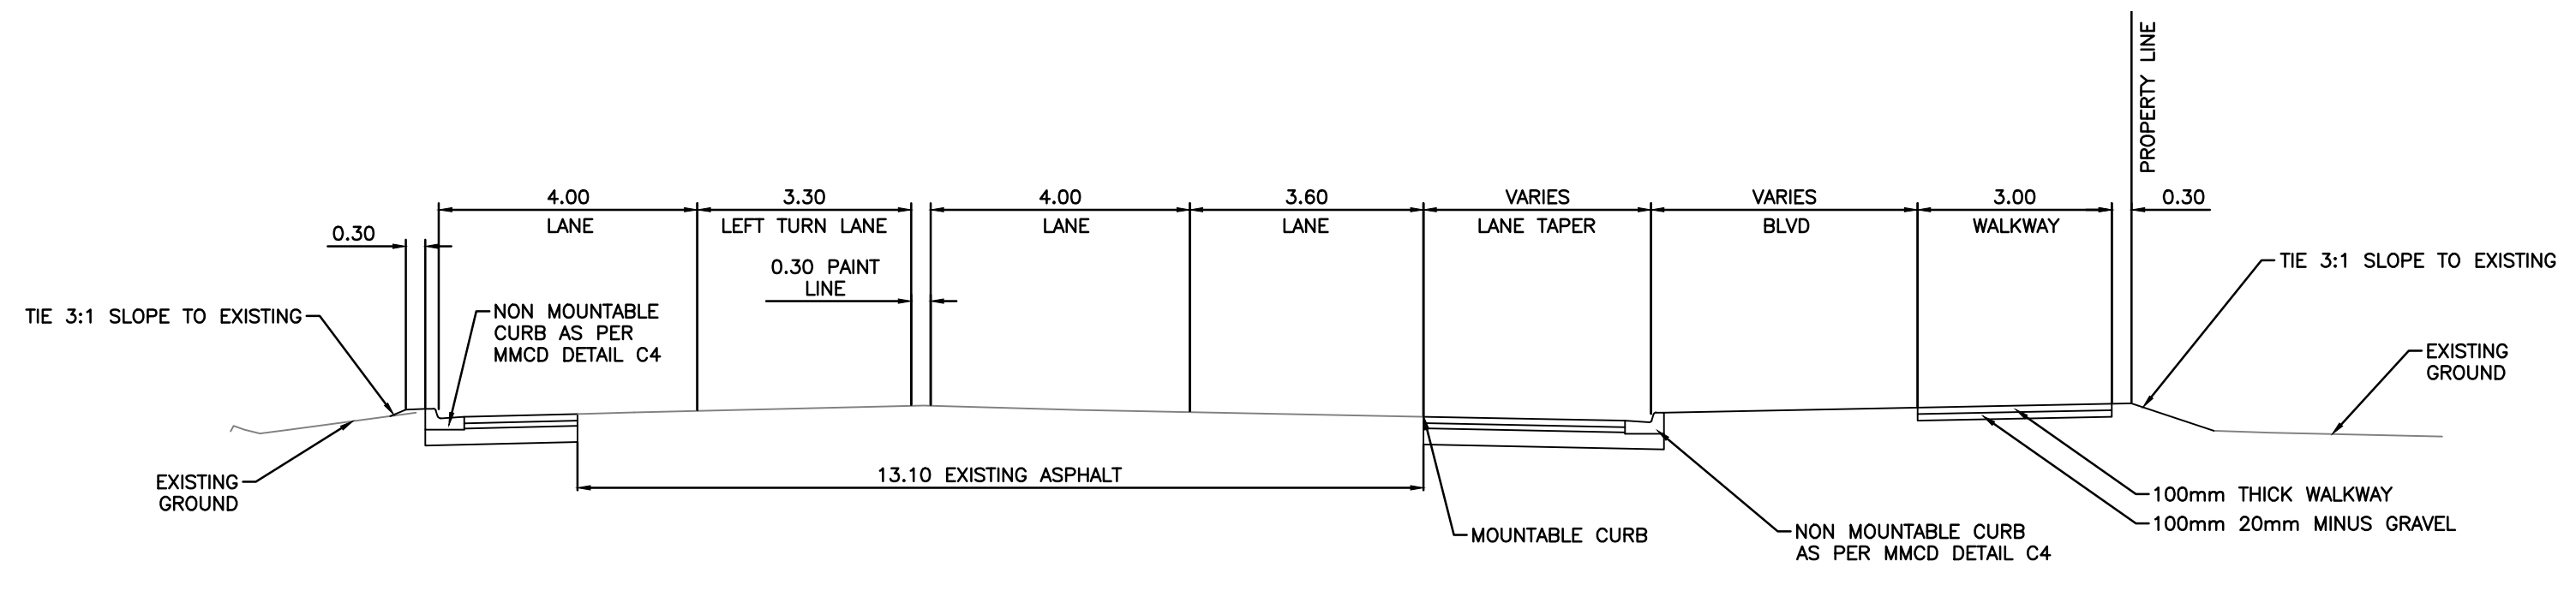 PROPERTY LINE
4.00
LANE
3.30
LEFT TURN LANE
4.00
LANE
3.60
LANE
VARIES
LANE TAPER
VARIES
BLVD
3.00
WALKWAY
0.30
0.30
0.30 PAINT
LINE
TIE 3:1 SLOPE TO EXISTING
TIE 3:1 SLOPE TO EXISTING
NON MOUNTABLE
CURB AS PER
MMCD DETAIL C4
EXISTING
GROUND
EXISTING
GROUND
13.10 EXISTING ASPHALT
MOUNTABLE CURB
NON MOUNTABLE CURB
AS PER MMCD DETAIL C4
100mm THICK WALKWAY
100mm 20mm MINUS GRAVEL